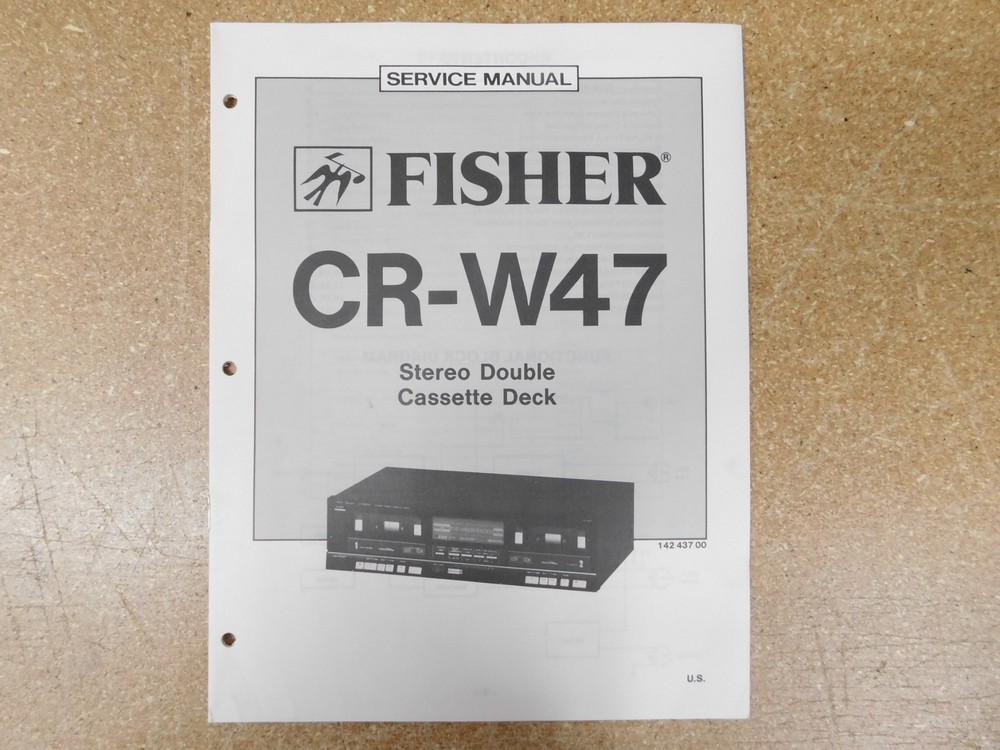 SERVICE MANUAL
FISHER®
CR-W47
Stereo Double
Cassette Deck
142 437 00
U.S.